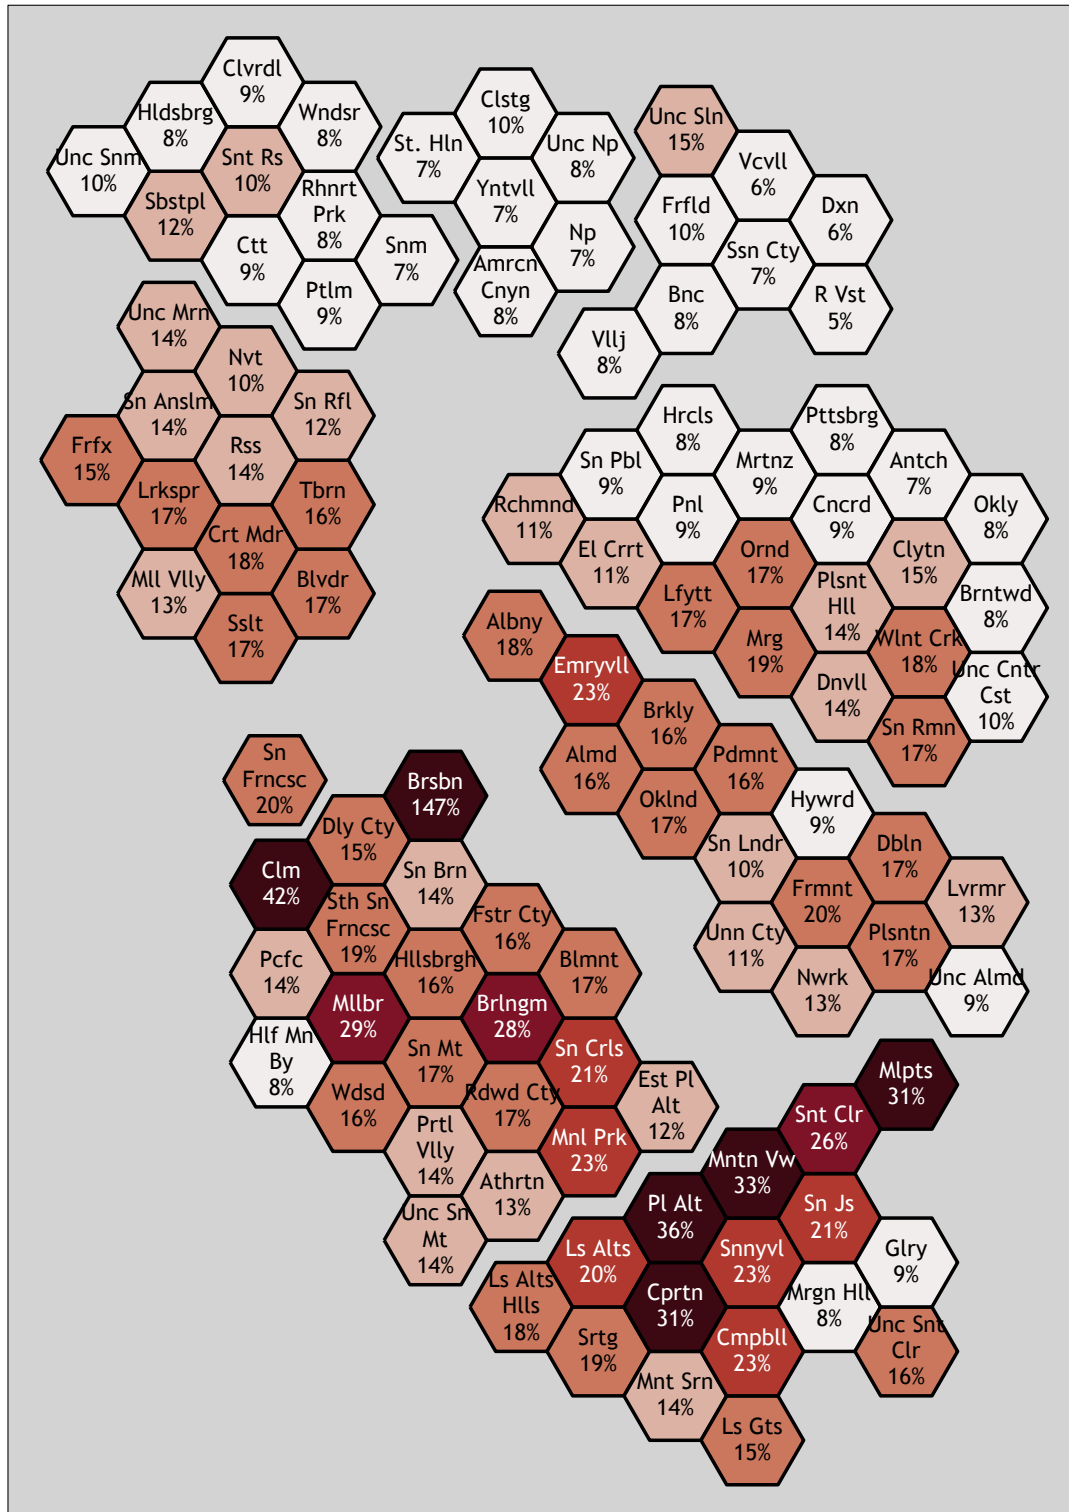 Clvrdl
9%
Hldsbrg
8%
Wndsr
8%
Unc Snm
10%
Snt Rs
10%
Sbstpl
12%
Rhnrt
Prk
8%
Ctt
9%
Snm
7%
Ptlm
9%
Clstg
10%
St. Hln
7%
Unc Np
8%
Yntvll
7%
Np
7%
Amrcn
Cnyn
8%
Unc Sln
15%
Vcvll
6%
Frfld
10%
Dxn
6%
Ssn Cty
7%
Bnc
8%
R Vst
5%
Vllj
8%
Unc Mrn
14%
Nvt
10%
Sn Anslm
14%
Sn Rfl
12%
Frfx
15%
Rss
14%
Lrkspr
17%
Tbrn
16%
Crt Mdr
18%
Mll Vlly
13%
Blvdr
17%
Sslt
17%
Hrcls
8%
Pttsbrg
8%
Sn Pbl
9%
Mrtnz
9%
Antch
7%
Rchmnd
11%
Pnl
9%
Cncrd
9%
Okly
8%
El Crrt
11%
Ornd
17%
Clytn
15%
Lfytt
17%
Plsnt
Hll
14%
Brntwd
8%
Mrg
19%
Wlnt Crk
18%
Dnvll
14%
Unc Cntr
Cst
10%
Sn Rmn
17%
Albny
18%
Emryvll
23%
Brkly
16%
Almd
16%
Pdmnt
16%
Oklnd
17%
Hywrd
9%
Sn Lndr
10%
Dbln
17%
Frmnt
20%
Lvrmr
13%
Unn Cty
11%
Plsntn
17%
Nwrk
13%
Unc Almd
9%
Sn
Frncsc
20%
Brsbn
147%
Dly Cty
15%
Clm
42%
Sn Brn
14%
Sth Sn
Frncsc
19%
Fstr Cty
16%
Pcfc
14%
Hllsbrgh
16%
Blmnt
17%
Mllbr
29%
Brlngm
28%
Hlf Mn
By
8%
Sn Mt
17%
Sn Crls
21%
Wdsd
16%
Rdwd Cty
17%
Est Pl
Alt
12%
Prtl
Vlly
14%
Mnl Prk
23%
Athrtn
13%
Unc Sn
Mt
14%
Mlpts
31%
Snt Clr
26%
Mntn Vw
33%
Pl Alt
36%
Sn Js
21%
Ls Alts
20%
Snnyvl
23%
Glry
9%
Ls Alts
Hlls
18%
Cprtn
31%
Mrgn Hll
8%
Srtg
19%
Cmpbll
23%
Unc Snt
Clr
16%
Mnt Srn
14%
Ls Gts
15%